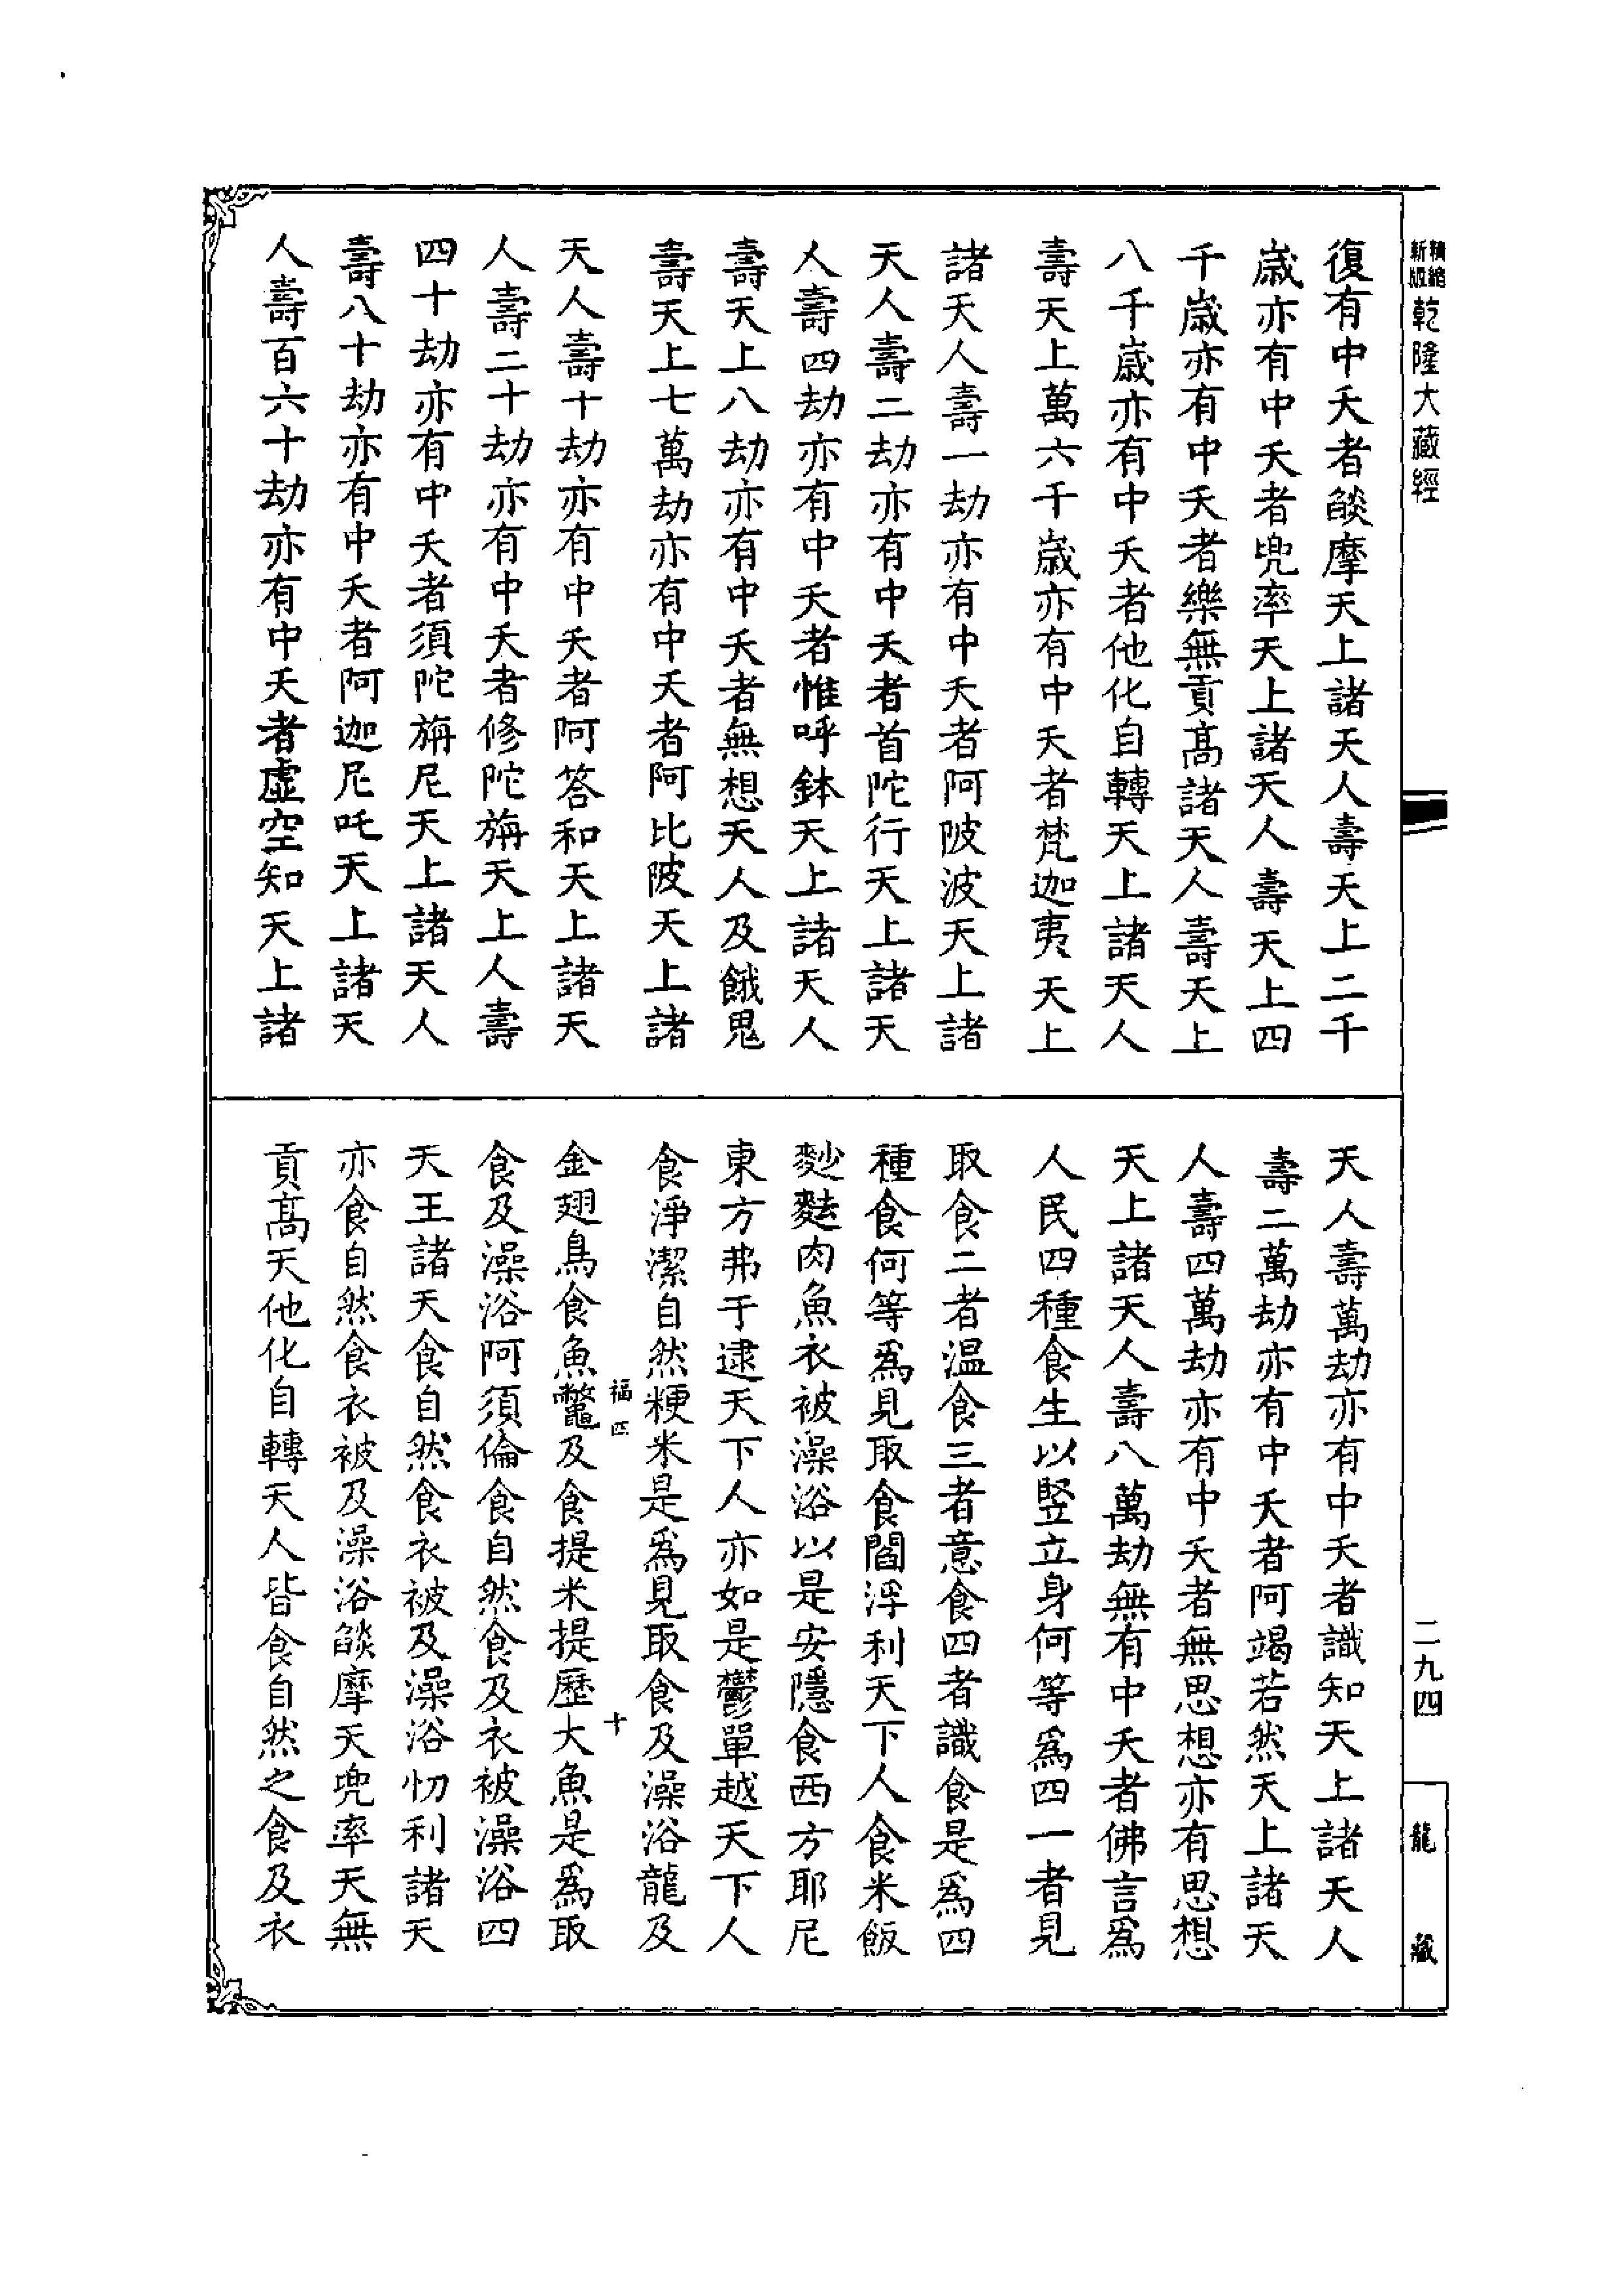 精縮
新版
乾隆大藏經
二九四
龍藏
復有中夭者燄摩天上諸天人壽天上二千
歲亦有中夭者兜率天上諸天人壽天上四
千歲亦有中夭者樂無貢高諸天人壽天上
八千歲亦有中夭者他化自轉天上諸天人
壽天上萬六千歲亦有中夭者梵迦夷天上
諸天人壽一劫亦有中夭者阿陂波天上諸
天人壽二劫亦有中夭者首陀行天上諸天
人壽四劫亦有中夭者惟呼鉢天上諸天人
壽天上八劫亦有中夭者無想天人及餓鬼
壽天上七萬劫亦有中夭者阿比陂天上諸
天人壽十劫亦有中夭者阿答和天上諸天
人壽二十劫亦有中夭者修陀旃天上人壽
四十劫亦有中夭者須陀旃尼天上諸天人
壽八十劫亦有中夭者阿迦尼吒天上諸天
人壽百六十劫亦有中夭者虛空知天上諸
天人壽萬劫亦有中夭者識知天上諸天人
壽二萬劫亦有中夭者阿竭若然天上諸天
人壽四萬劫亦有中夭者無思想亦有思想
天上諸天人壽八萬劫無有中夭者佛言爲
人民四種食生以竪立身何等爲四一者見
取食二者温食三者意食四者識食是爲四
種食何等爲見取食閻浮利天下人食米飯
麨麩肉魚衣被澡浴以是安隱食西方耶尼
東方弗于逮天下人亦如是鬱單越天下人
食淨潔自然粳米是爲見取食及澡浴龍及
福四
十
金翅鳥食魚鼈及食提米提歷大魚是爲取
食及澡浴阿須倫食自然食及衣被澡浴四
天王諸天食自然食衣被及澡浴忉利諸天
亦食自然食衣被及澡浴燄摩天兜率天無
貢高天他化自轉天人皆食自然之食及衣